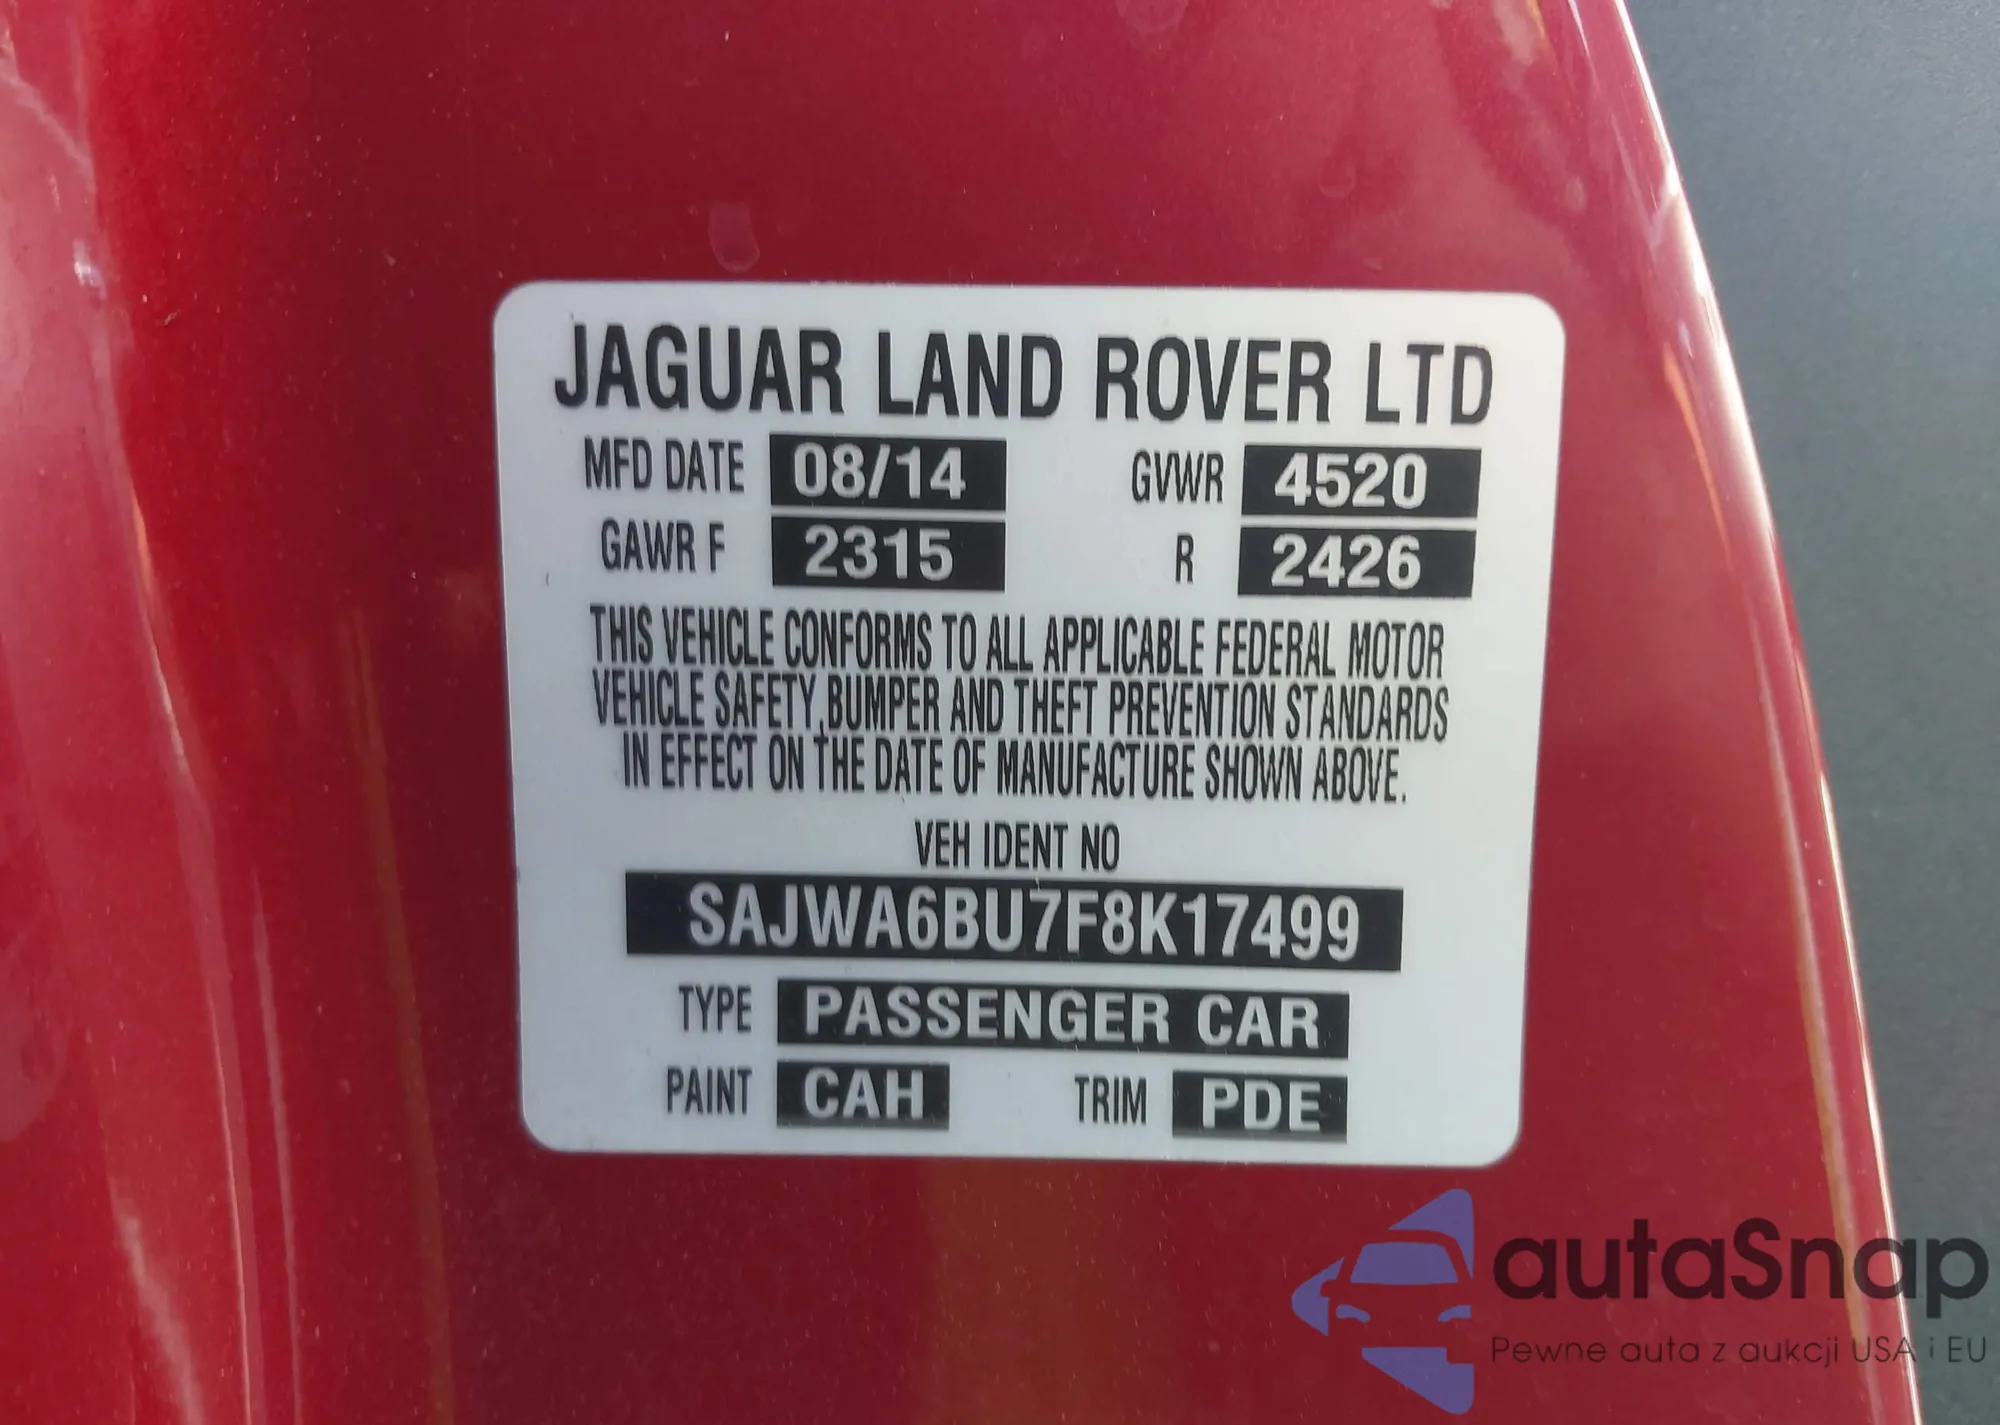 JAGUAR LAND ROVER LTD
MFD DATE 08/14 GVWR 4520
GAWR F 2315 R 2426
THIS VEHICLE CONFORMS TO ALL APPLICABLE FEDERAL MOTOR
VEHICLE SAFETY,BUMPER AND THEFT PREVENTION STANDARDS
IN EFFECT ON THE DATE OF MANUFACTURE SHOWN ABOVE.
VEH IDENT NO
SAJWA6BU7F8K17499
TYPE PASSENGER CAR
PAINT CAH TRIM PDE
autaSnap
Pewne auta z aukcji USA i EU